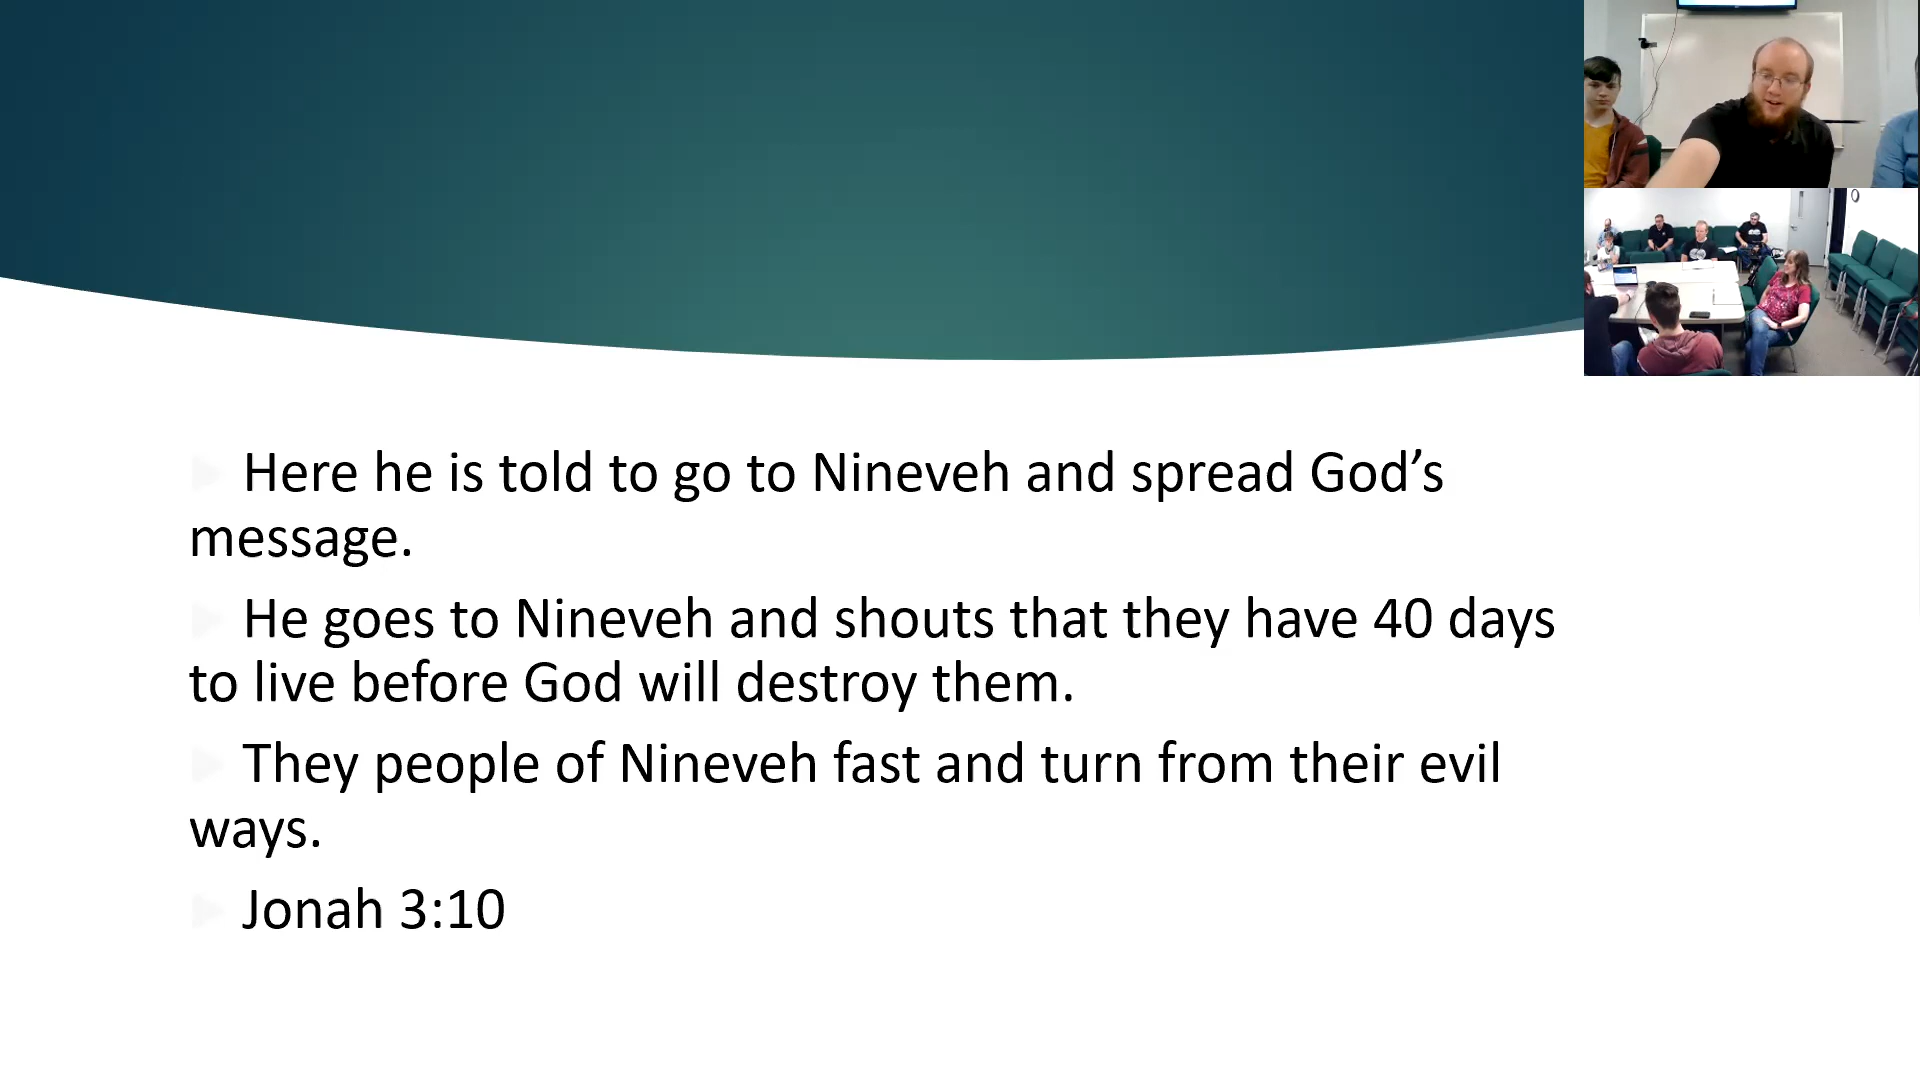 Here he is told to go to Nineveh and spread God’s
message.
He goes to Nineveh and shouts that they have 40 days
to live before God will destroy them.
They people of Nineveh fast and turn from their evil
ways.
Jonah 3:10